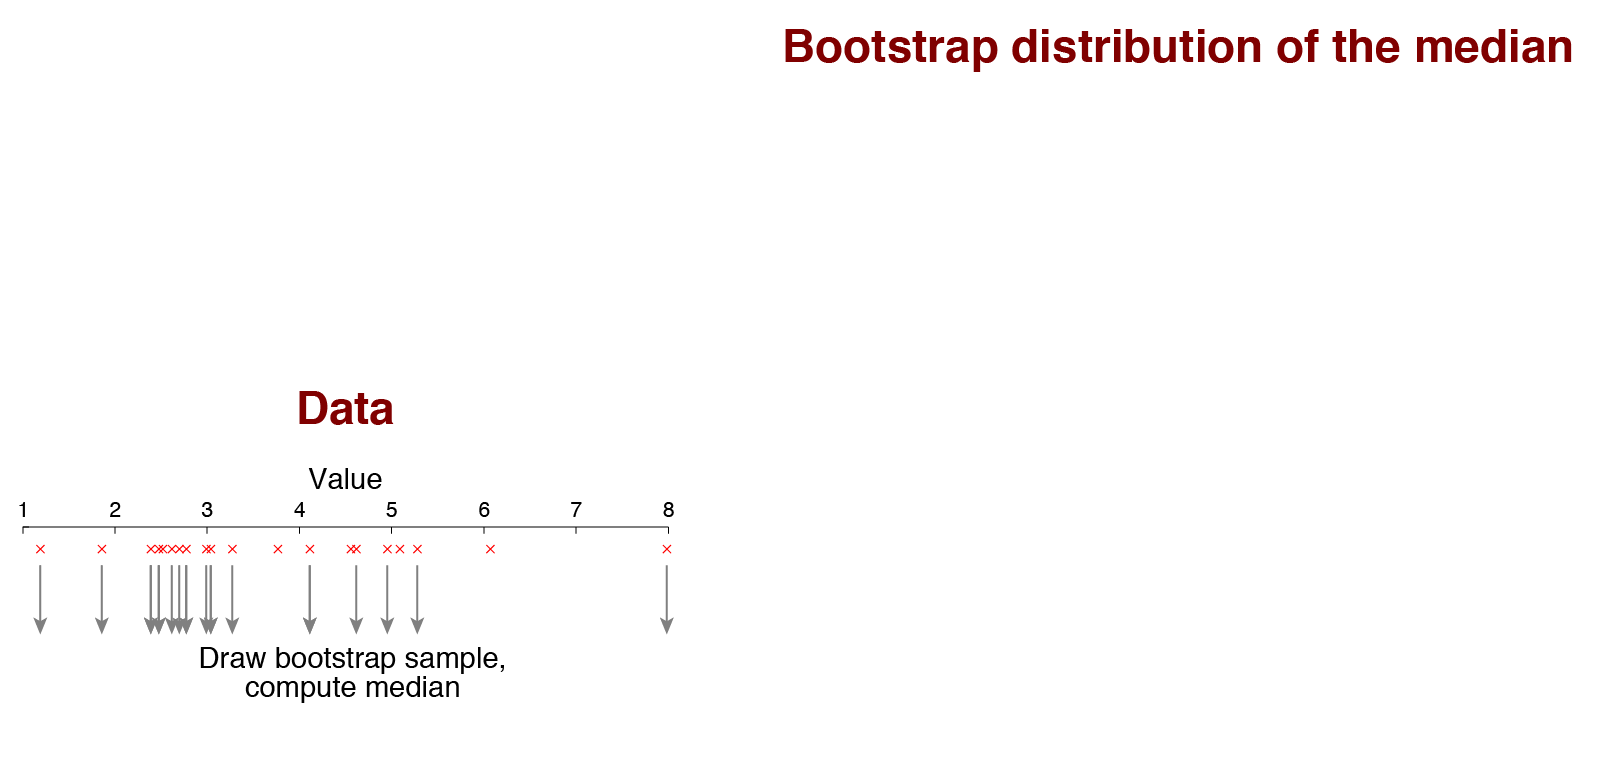 Bootstrap distribution of the median
Data
Value
1 2 3 4 5 6 7 8
Draw bootstrap sample,
compute median